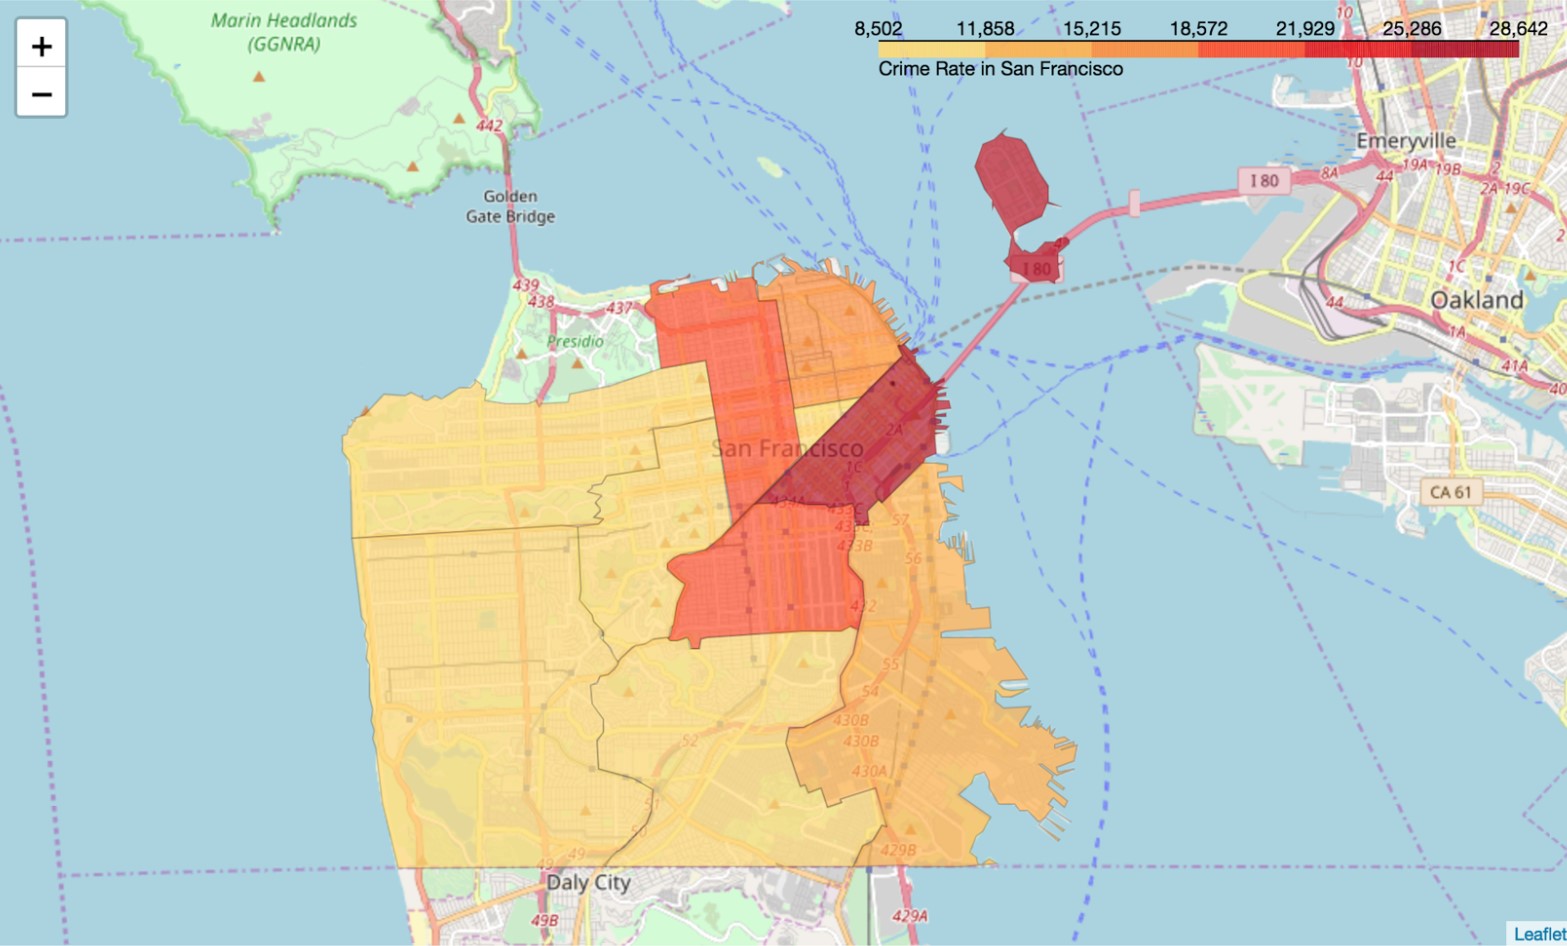 Marin Headlands
(GGNRA)
+
−
8,502 11,858 15,215 18,572 21,929 25,286 28,642
Crime Rate in San Francisco
10
10
442
Emeryville
19A 19B
8A
44
2
2A 19C
I 80
Golden
Gate Bridge
I 80
1C
439
438
437
44
Oakland
1A
Presidio
41A
40
2A
San Francisco
1C
1
CA 61
434A
433C
57
433B
56
432
55
54
430B
52
430B
430A
51
50
49
49
429B
Daly City
49B
429A
Leaflet